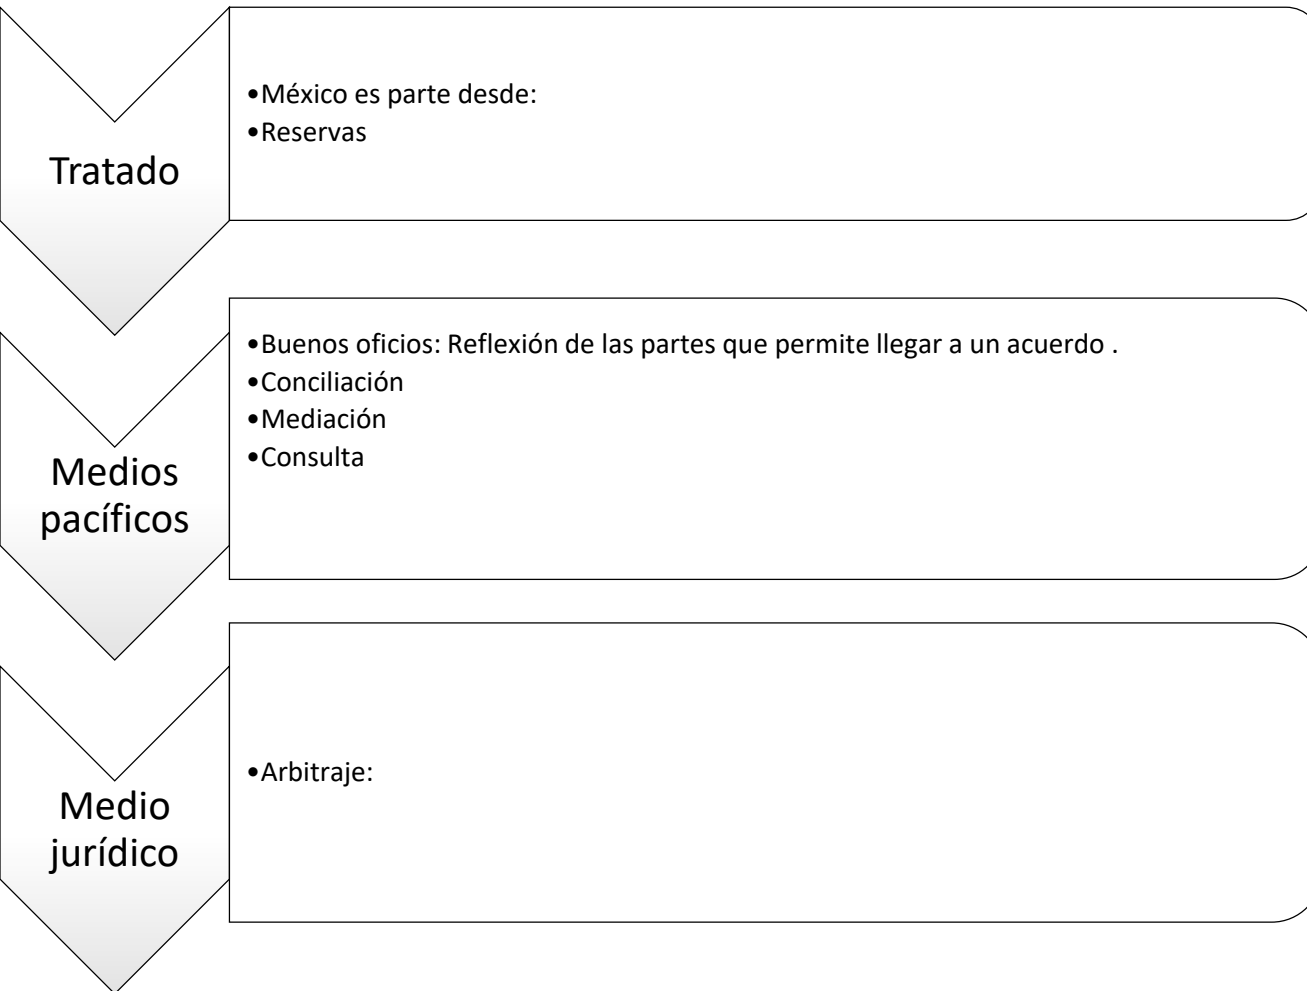 Tratado
•México es parte desde:
•Reservas
Medios
pacíficos
•Buenos oficios: Reflexión de las partes que permite llegar a un acuerdo .
•Conciliación
•Mediación
•Consulta
Medio
jurídico
•Arbitraje: